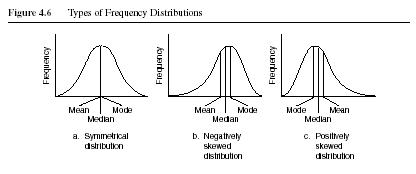 Figure 4.6 Types of Frequency Distributions
Frequency
Mean Mode
Median
a. Symmetrical
distribution
Frequency
Mean Mode
Median
b. Negatively
skewed
distribution
Frequency
Mode Mean
Median
c. Positively
skewed
distribution